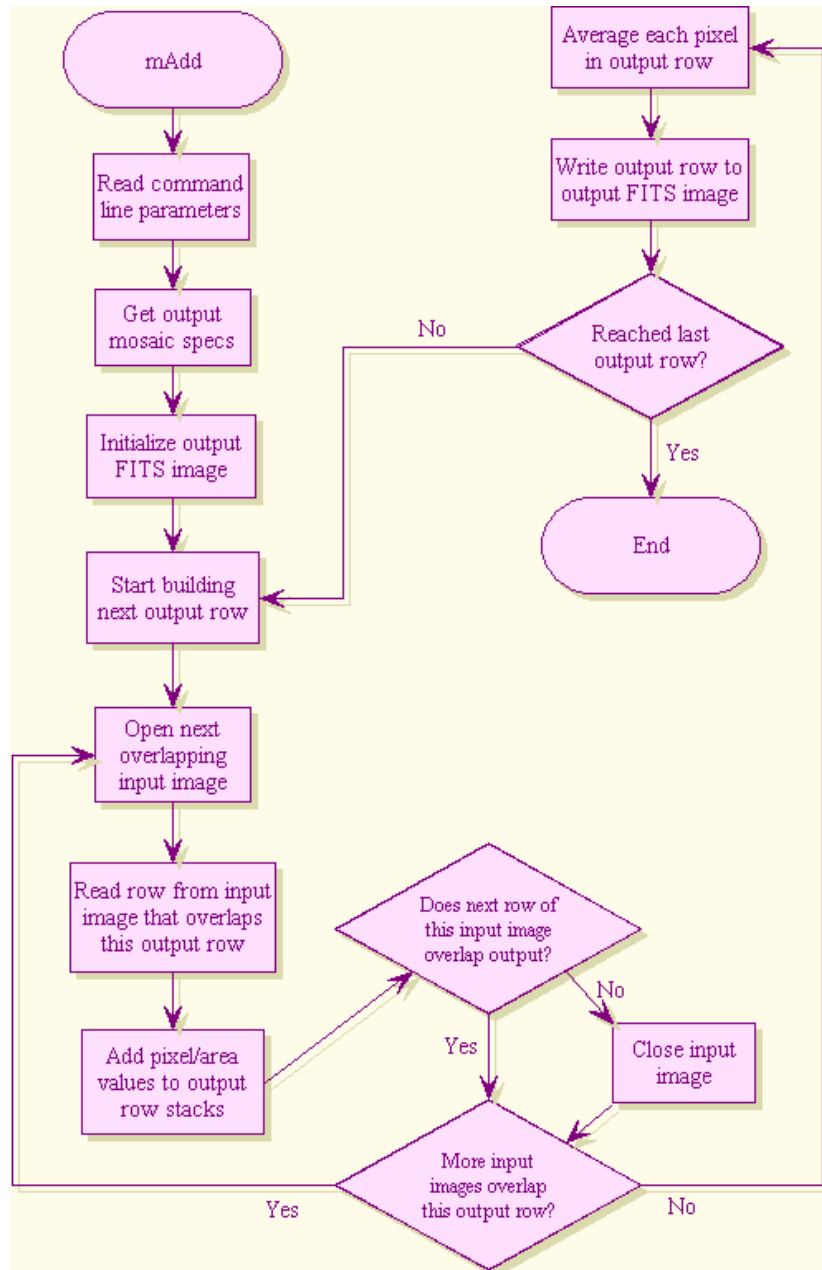 mAdd
Read command
line parameters
Get output
mosaic specs
Initialize output
FITS image
Start building
next output row
Open next
overlapping
input image
Read row from input
image that overlaps
this output row
Add pixel/area
values to output
row stacks
Does next row of
this input image
overlap output?
No
Close input
image
Yes
More input
images overlap
this output row?
Yes
No
Average each pixel
in output row
Write output row to
output FITS image
Reached last
output row?
No
Yes
End